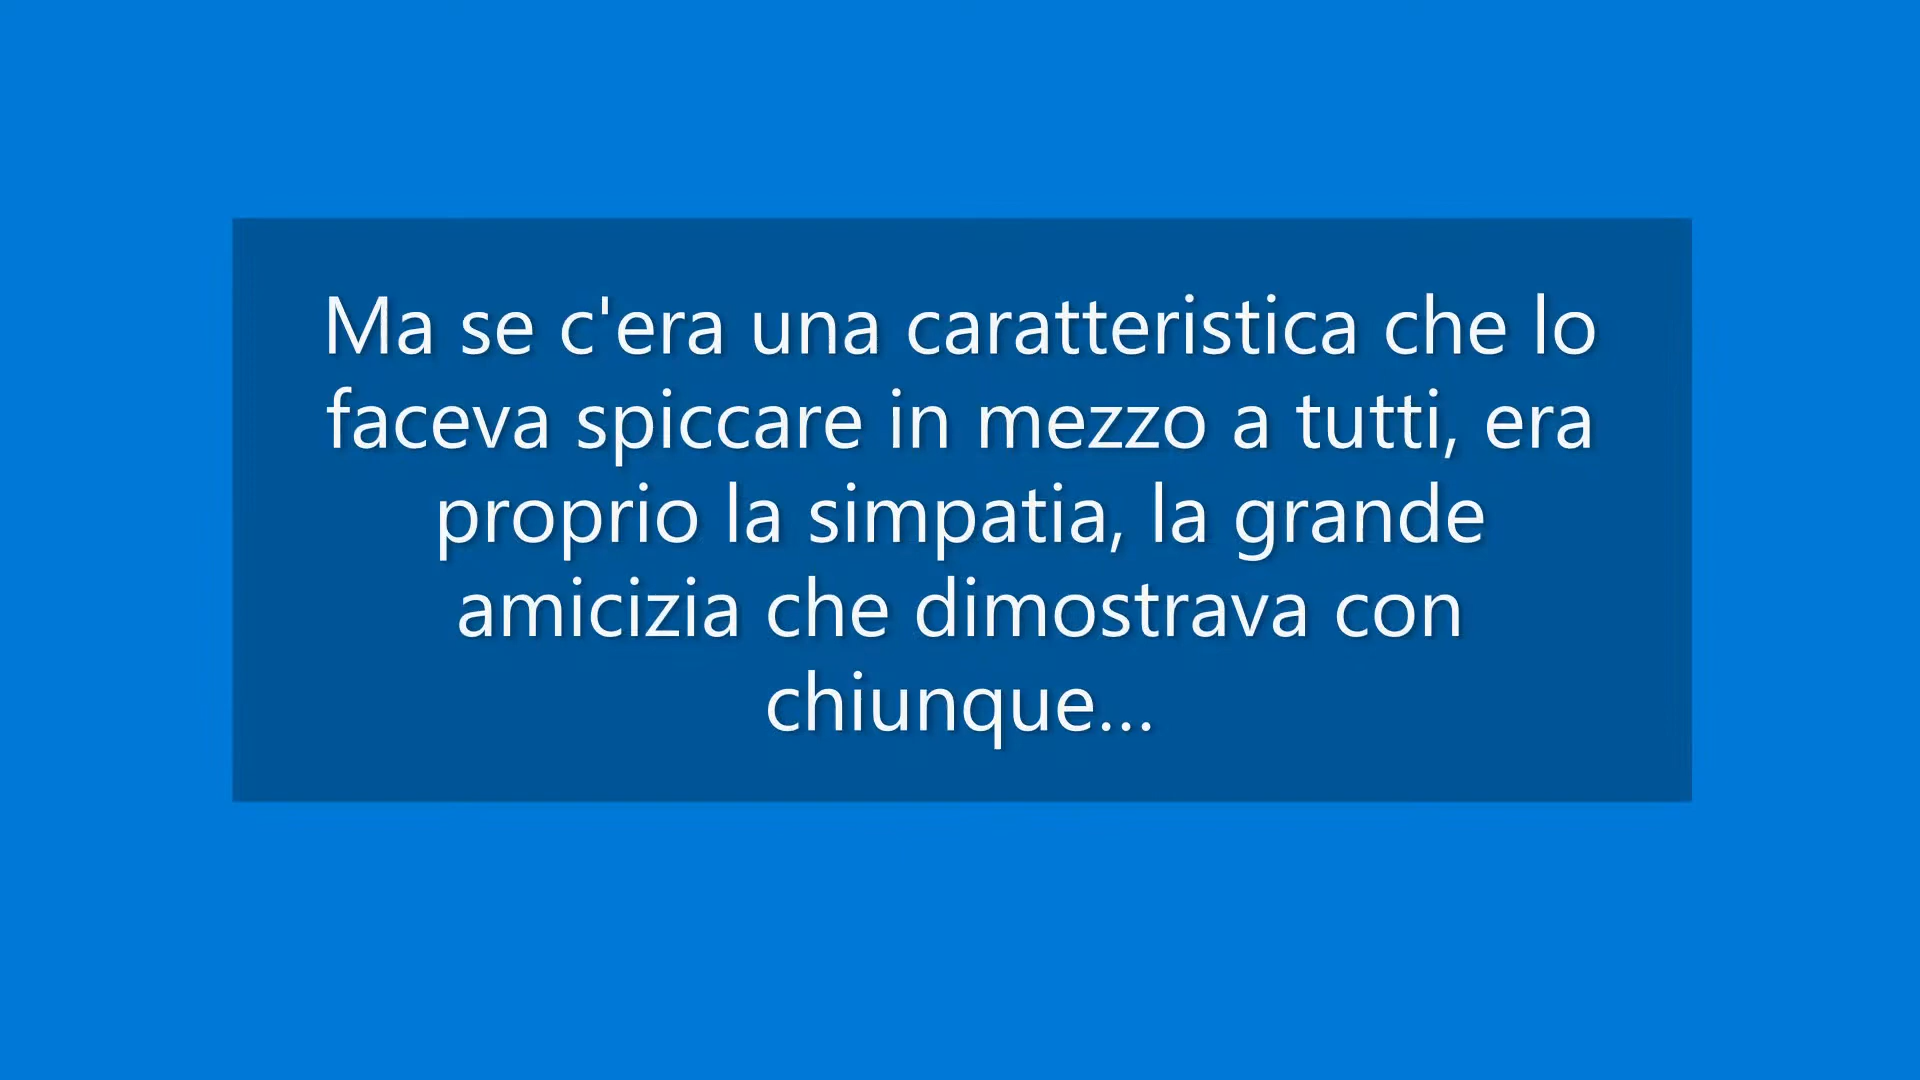 Ma se c'era una caratteristica che lo
faceva spiccare in mezzo a tutti, era
proprio la simpatia, la grande
amicizia che dimostrava con
chiunque...